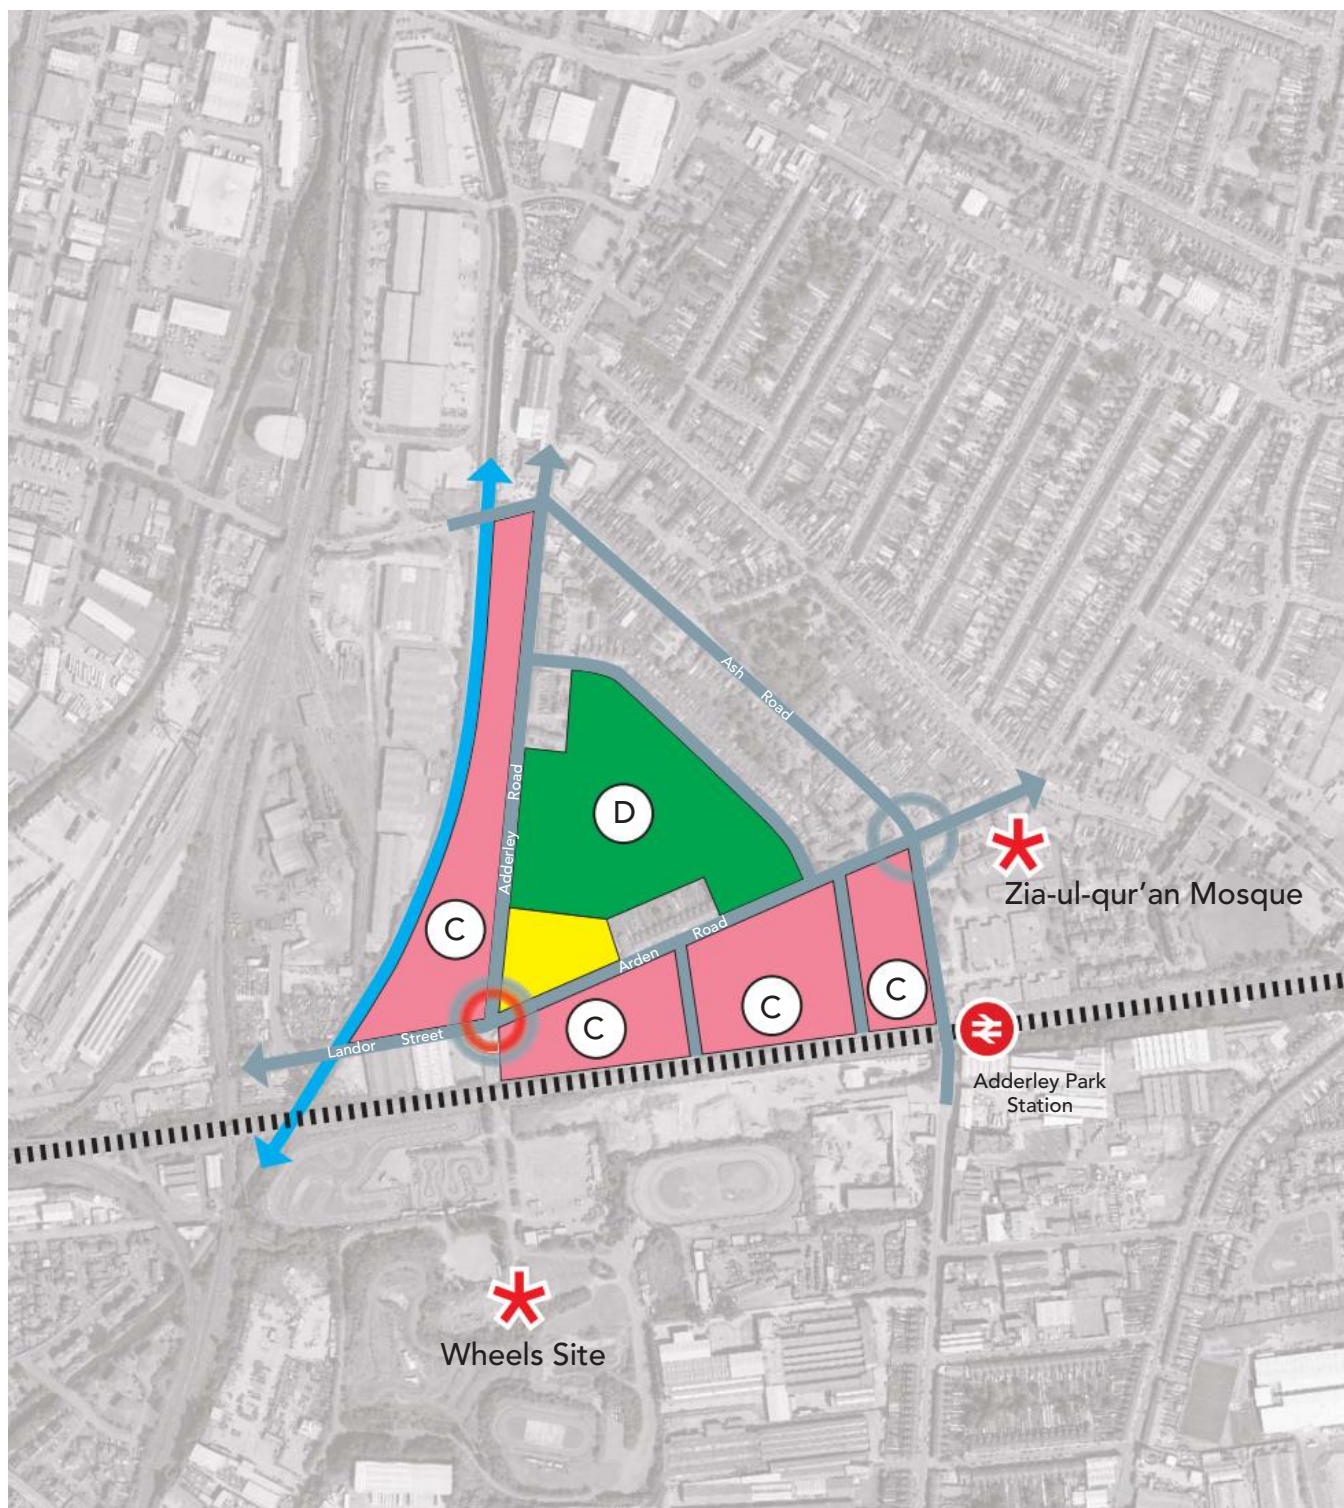 Ash Road
D
Adderley Road
Zia-ul-qur'an Mosque
C
Arden Road
C
C
C
Landor Street
Adderley Park
Station
Wheels Site